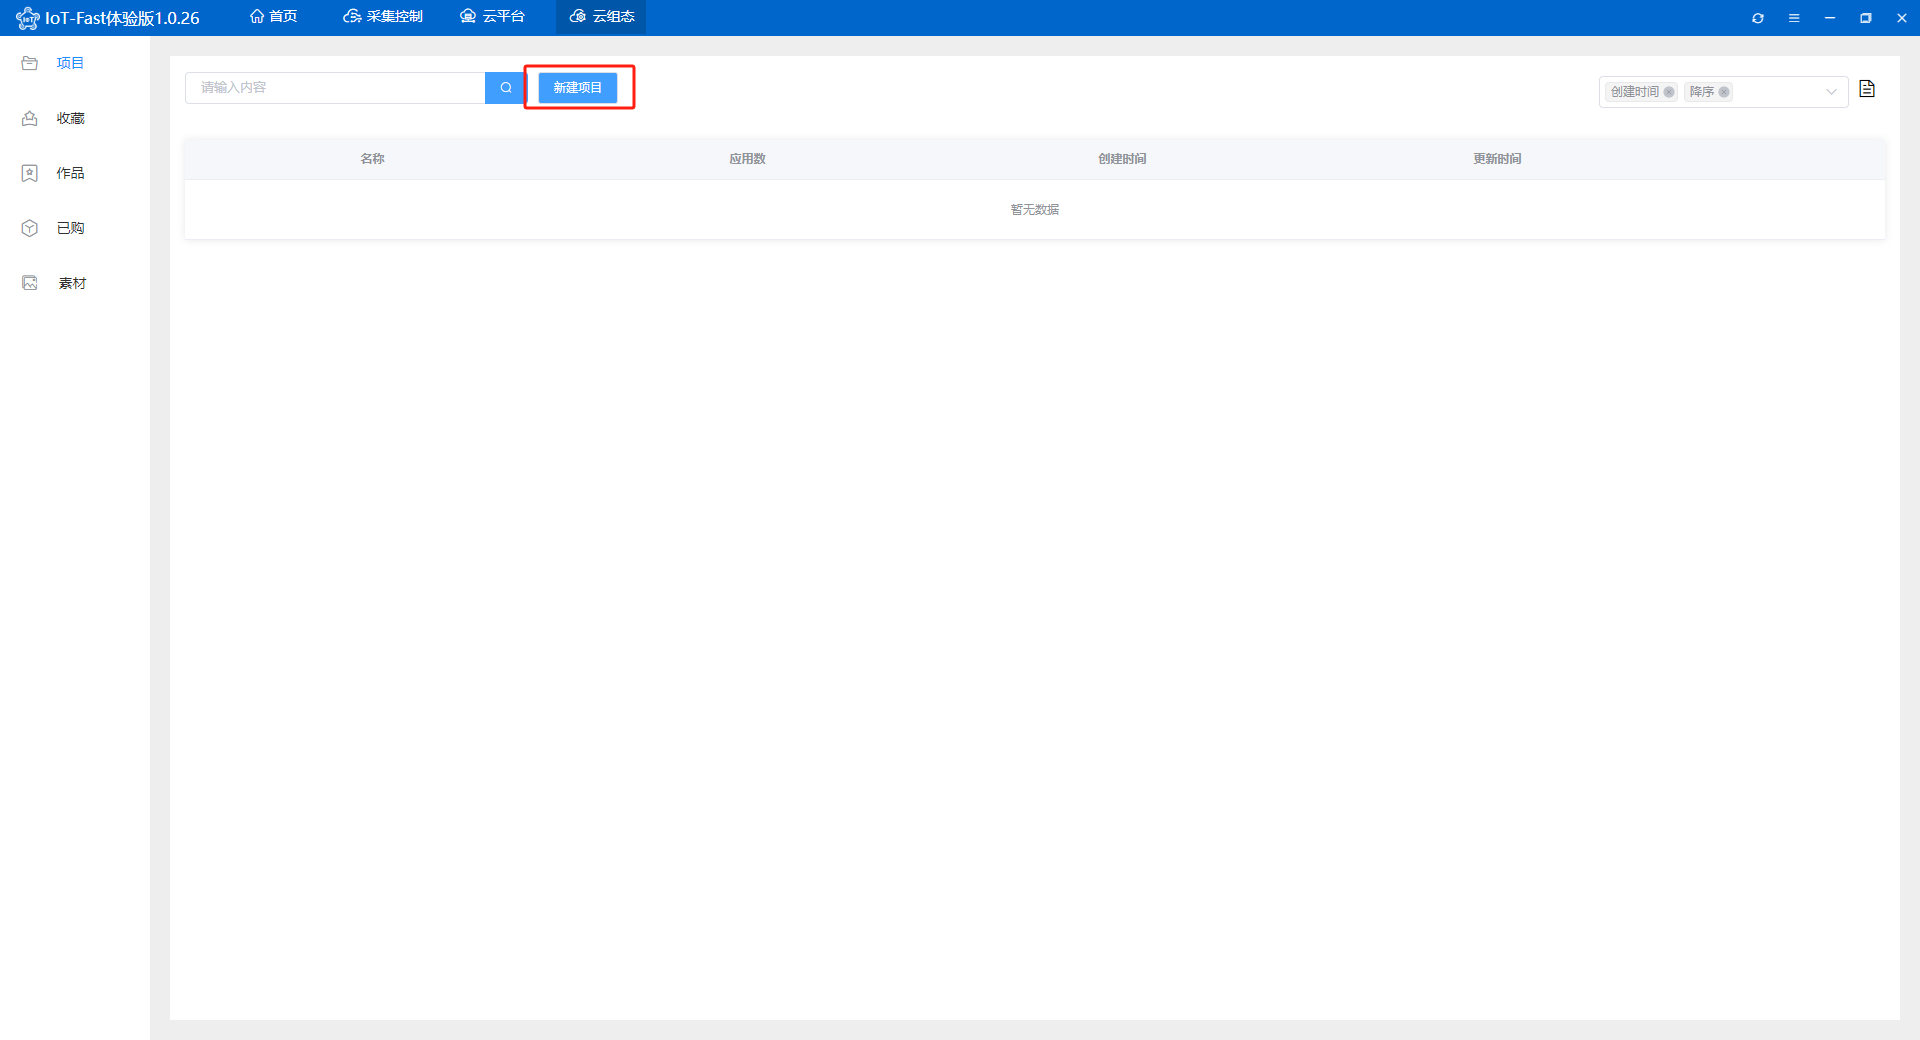 IoT-Fast体验版1.0.26
首页
采集控制
云平台
云组态
项目
收藏
作品
已购
素材
请输入内容
新建项目
创建时间
降序
名称
应用数
创建时间
更新时间
暂无数据